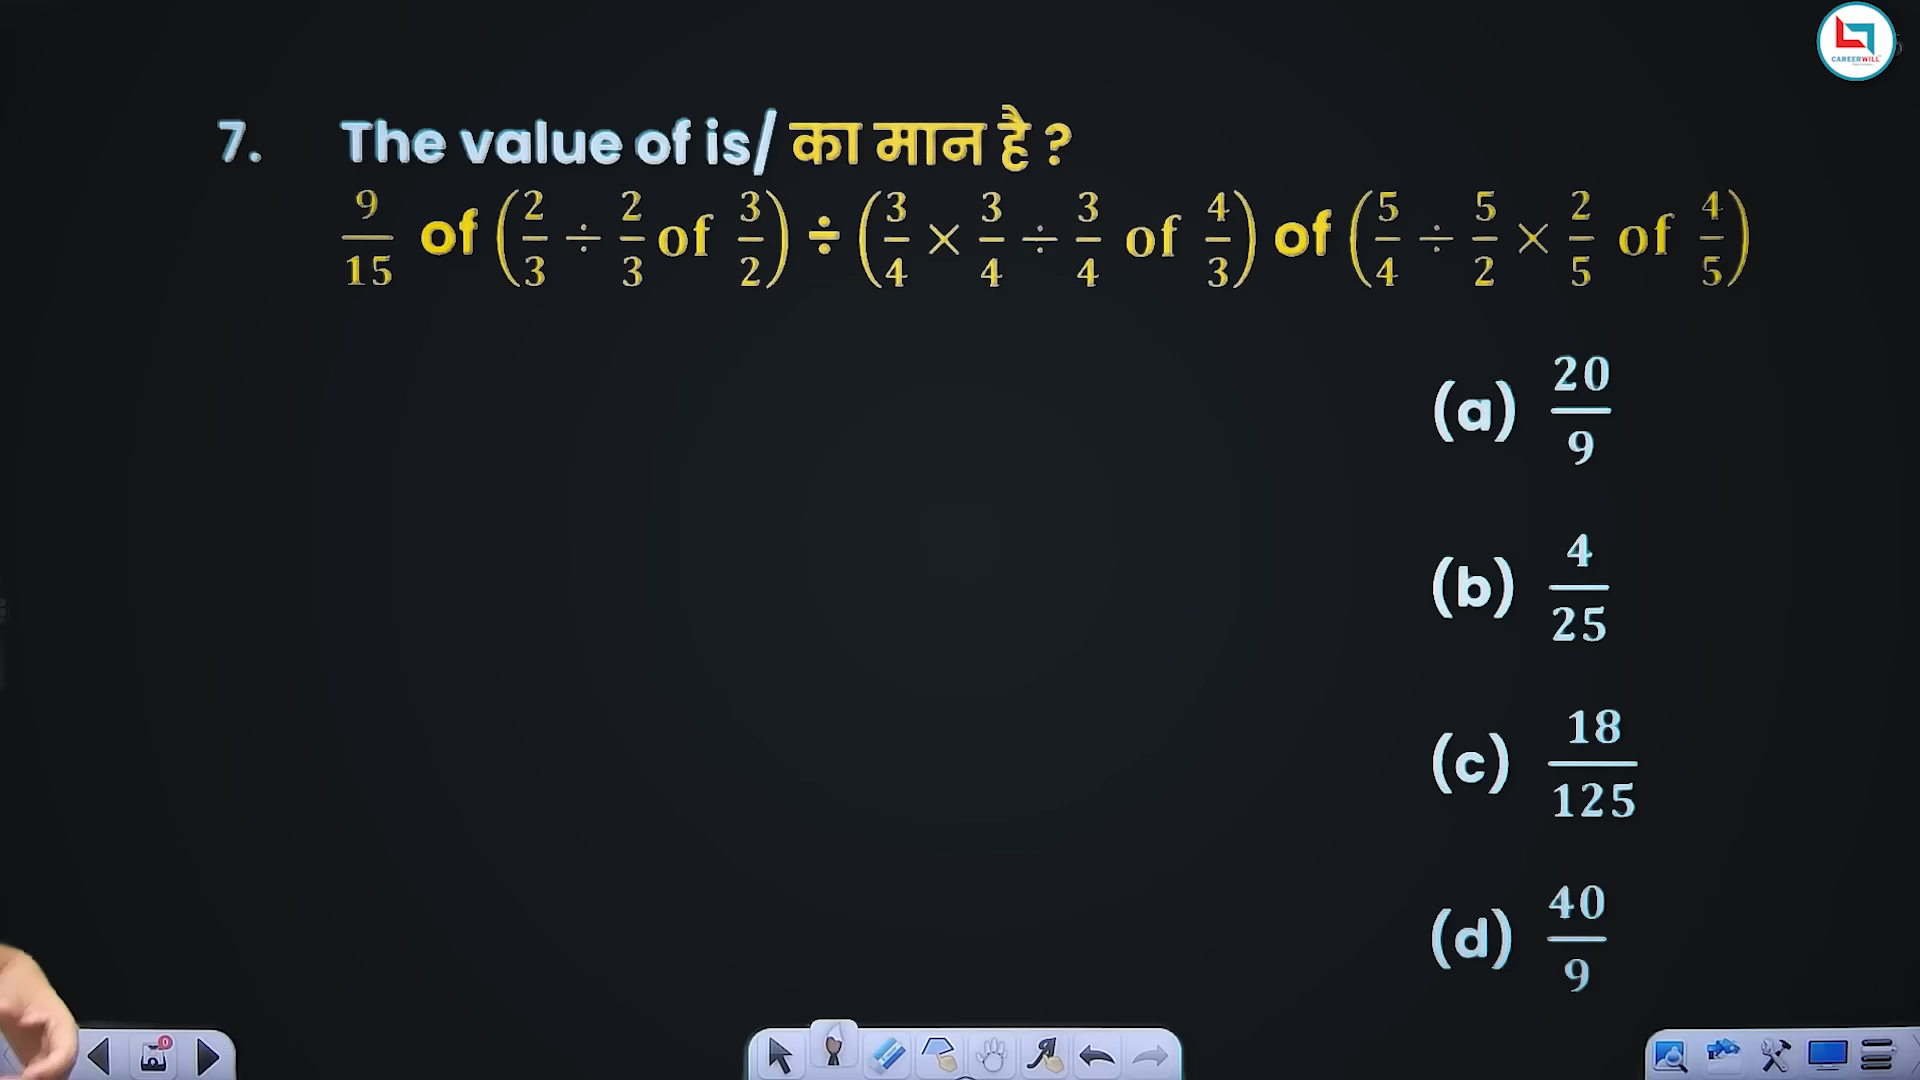 CAREERWILL
7. The value of is/ का मान है ?
9/15 of (2/3 ÷ 2/3 of 3/2) ÷ (3/4 × 3/4 ÷ 3/4 of 4/3) of (5/4 ÷ 5/2 × 2/5 of 4/5)
(a) 20/9
(b) 4/25
(c) 18/125
(d) 40/9
0